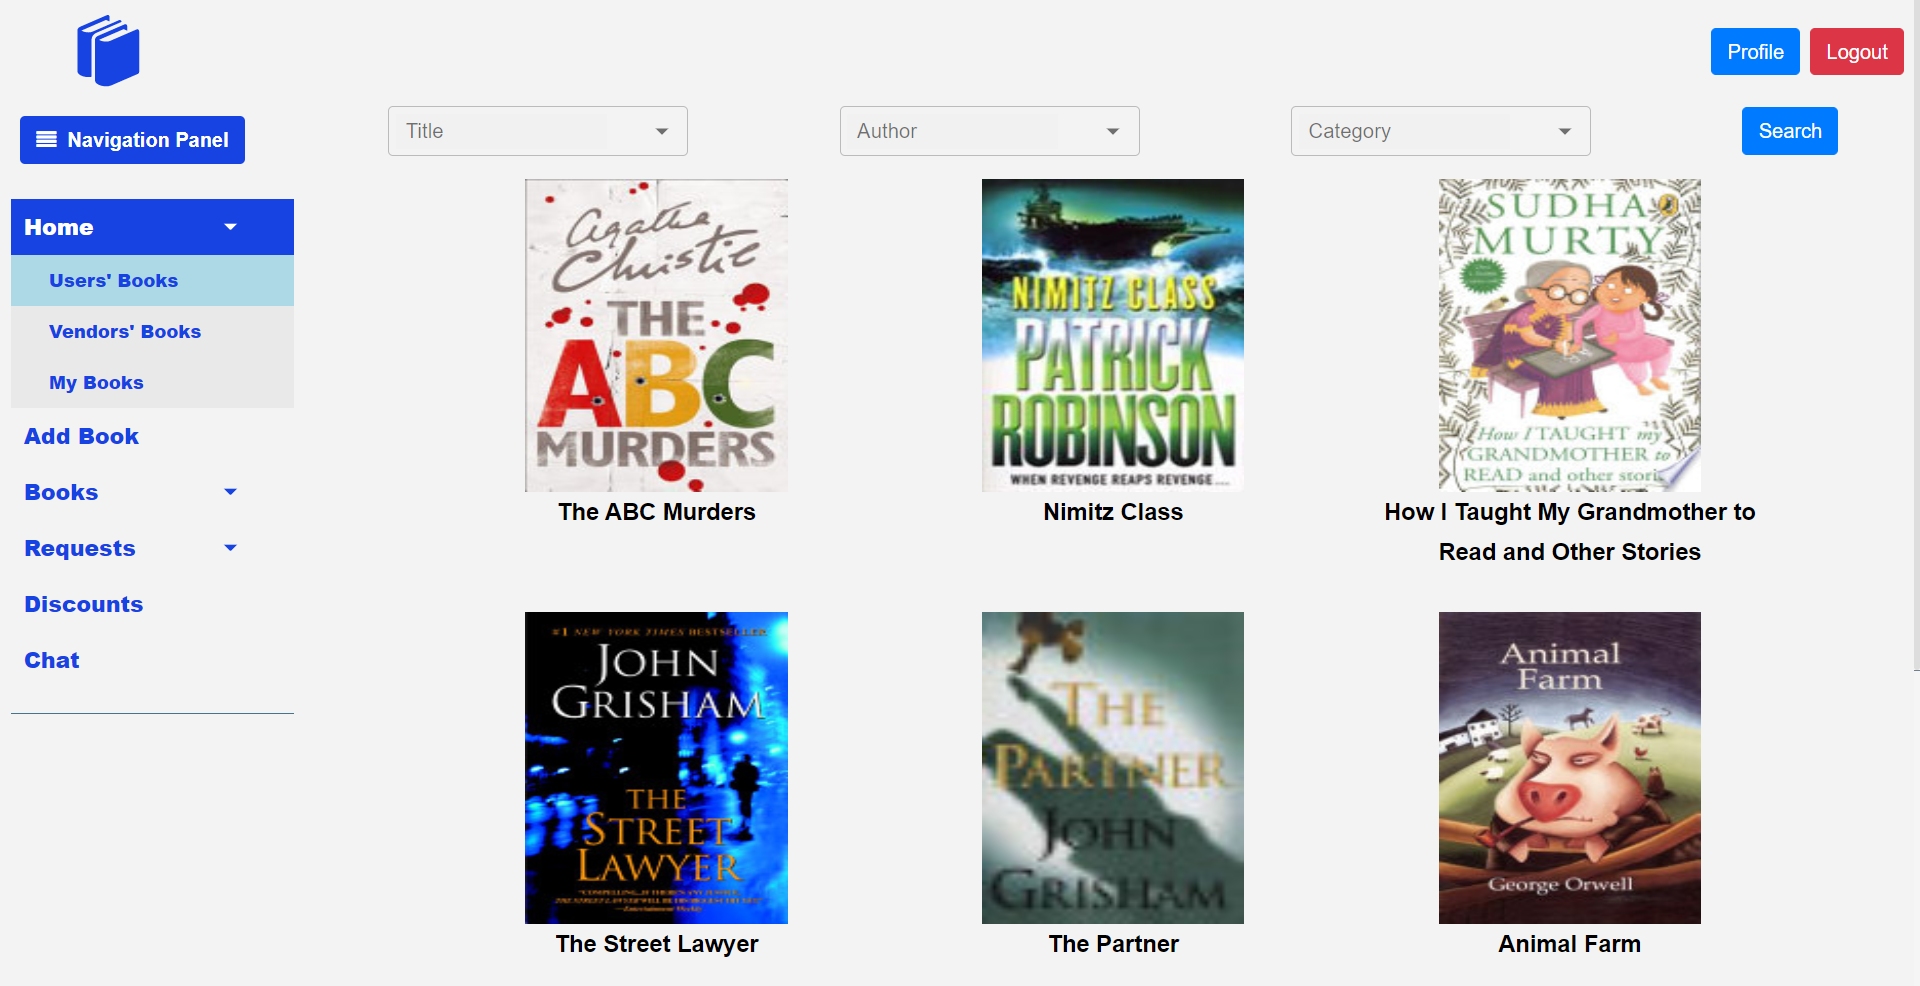 Profile
Logout
Navigation Panel
Title
Author
Category
Search
Home
Users' Books
Vendors' Books
My Books
Add Book
Books
Requests
Discounts
Chat
Agatha
Christie
THE
ABC
MURDERS
The ABC Murders
NIMITZ CLASS
PATRICK
ROBINSON
WHEN REVENGE REAPS REVENGE....
Nimitz Class
SUDHA
MURTY
How I TAUGHT my
GRANDMOTHER to
READ and other stori
How I Taught My Grandmother to
Read and Other Stories
#1 NEW YORK TIMES BESTSELLER
JOHN
GRISHAM
THE
STREET
LAWYER
The Street Lawyer
THE
PARTNER
JOHN
GRISHAM
The Partner
Animal
Farm
George Orwell
Animal Farm